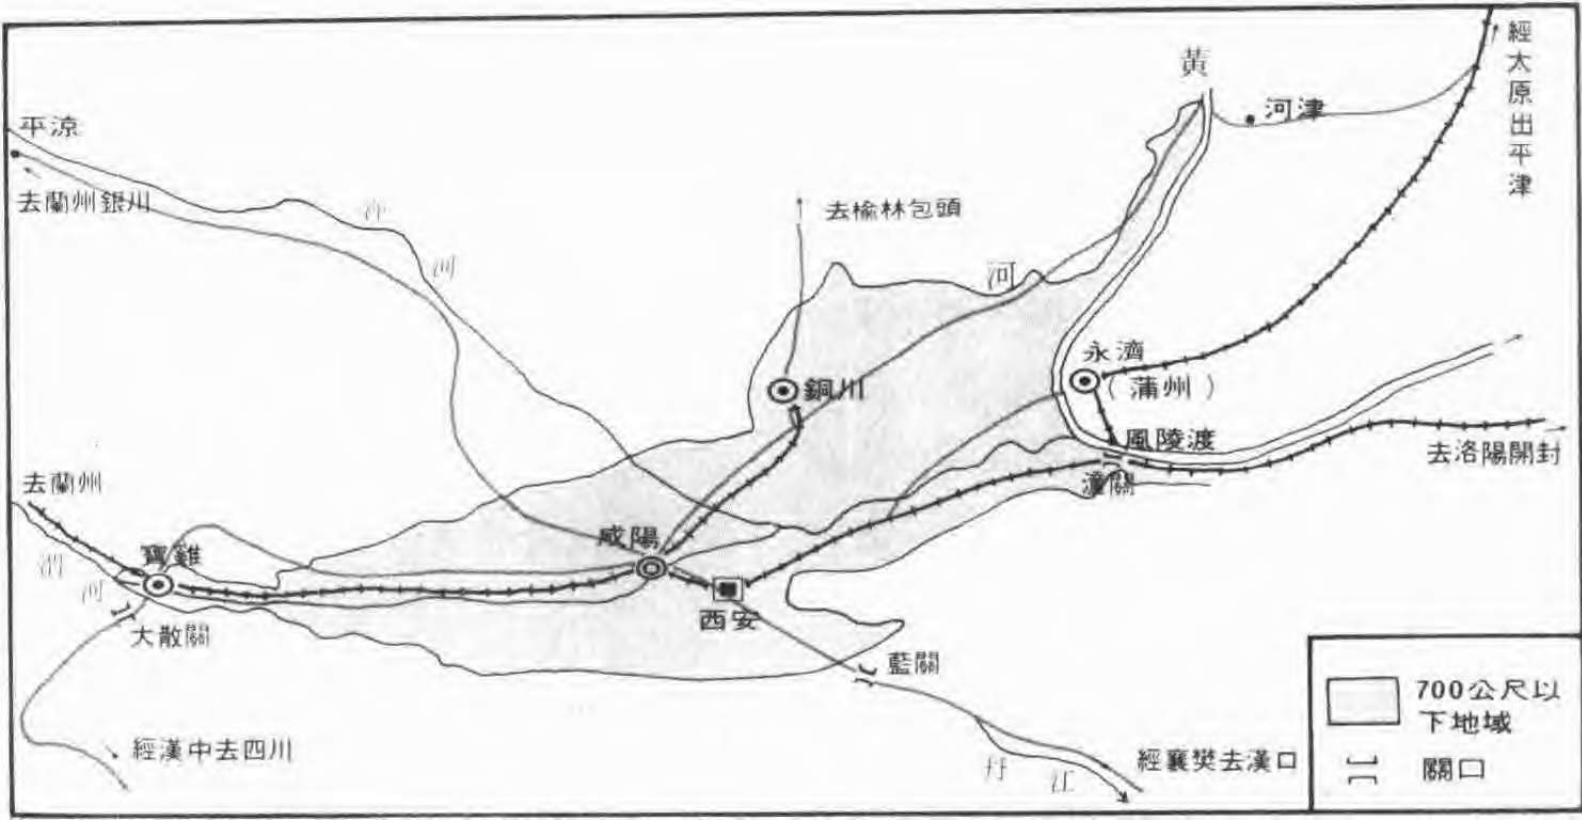 黃
河
經太原出平津
河津
平涼
去蘭州銀川
涇
河
去榆林包頭
永濟
(蒲州)
銅川
風陵渡
潼關
去洛陽開封
去蘭州
渭
河
寶雞
大散關
咸陽
西安
藍關
經漢中去四川
丹江
經襄樊去漢口
700公尺以
下地域
關口